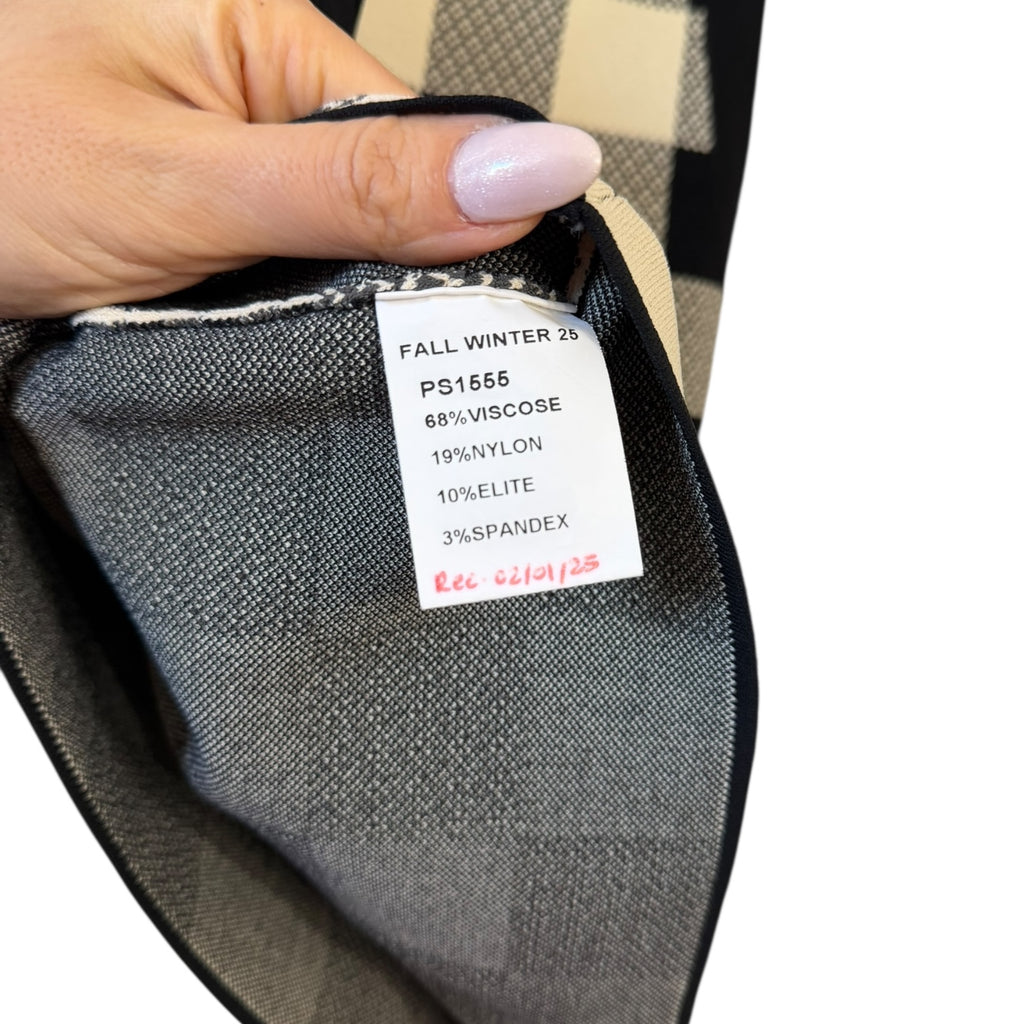 FALL WINTER 25
PS1555
68%VISCOSE
19%NYLON
10%ELITE
3%SPANDEX
Rec. 02/01/25